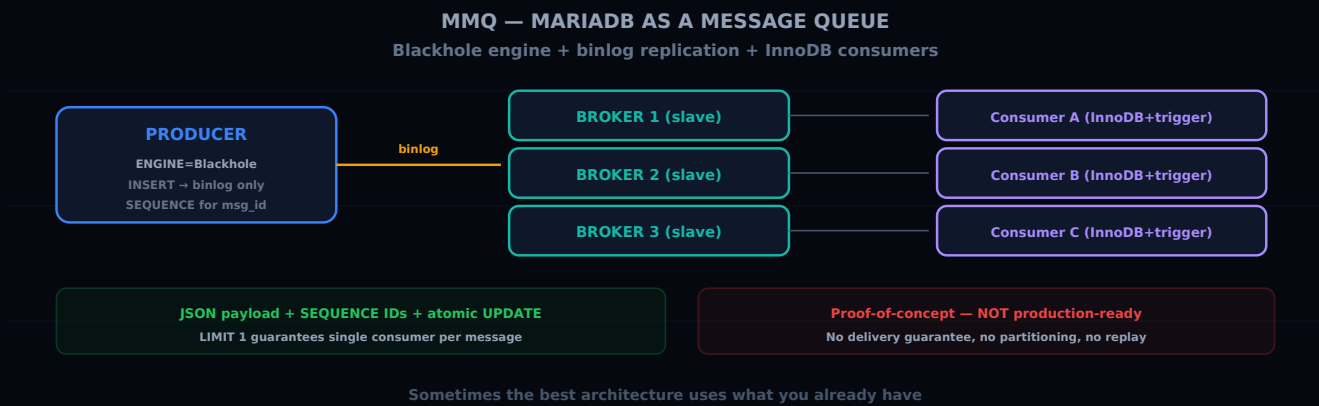 MMQ — MARIADB AS A MESSAGE QUEUE
Blackhole engine + binlog replication + InnoDB consumers
PRODUCER
ENGINE=Blackhole
INSERT → binlog only
SEQUENCE for msg_id
binlog
BROKER 1 (slave)
BROKER 2 (slave)
BROKER 3 (slave)
Consumer A (InnoDB+trigger)
Consumer B (InnoDB+trigger)
Consumer C (InnoDB+trigger)
JSON payload + SEQUENCE IDs + atomic UPDATE
LIMIT 1 guarantees single consumer per message
Proof-of-concept — NOT production-ready
No delivery guarantee, no partitioning, no replay
Sometimes the best architecture uses what you already have